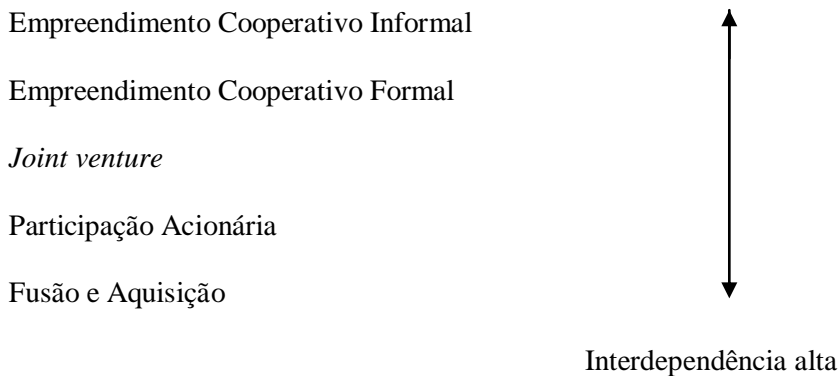 Empreendimento Cooperativo Informal
Empreendimento Cooperativo Formal
Joint venture
Participação Acionária
Fusão e Aquisição
Interdependência alta